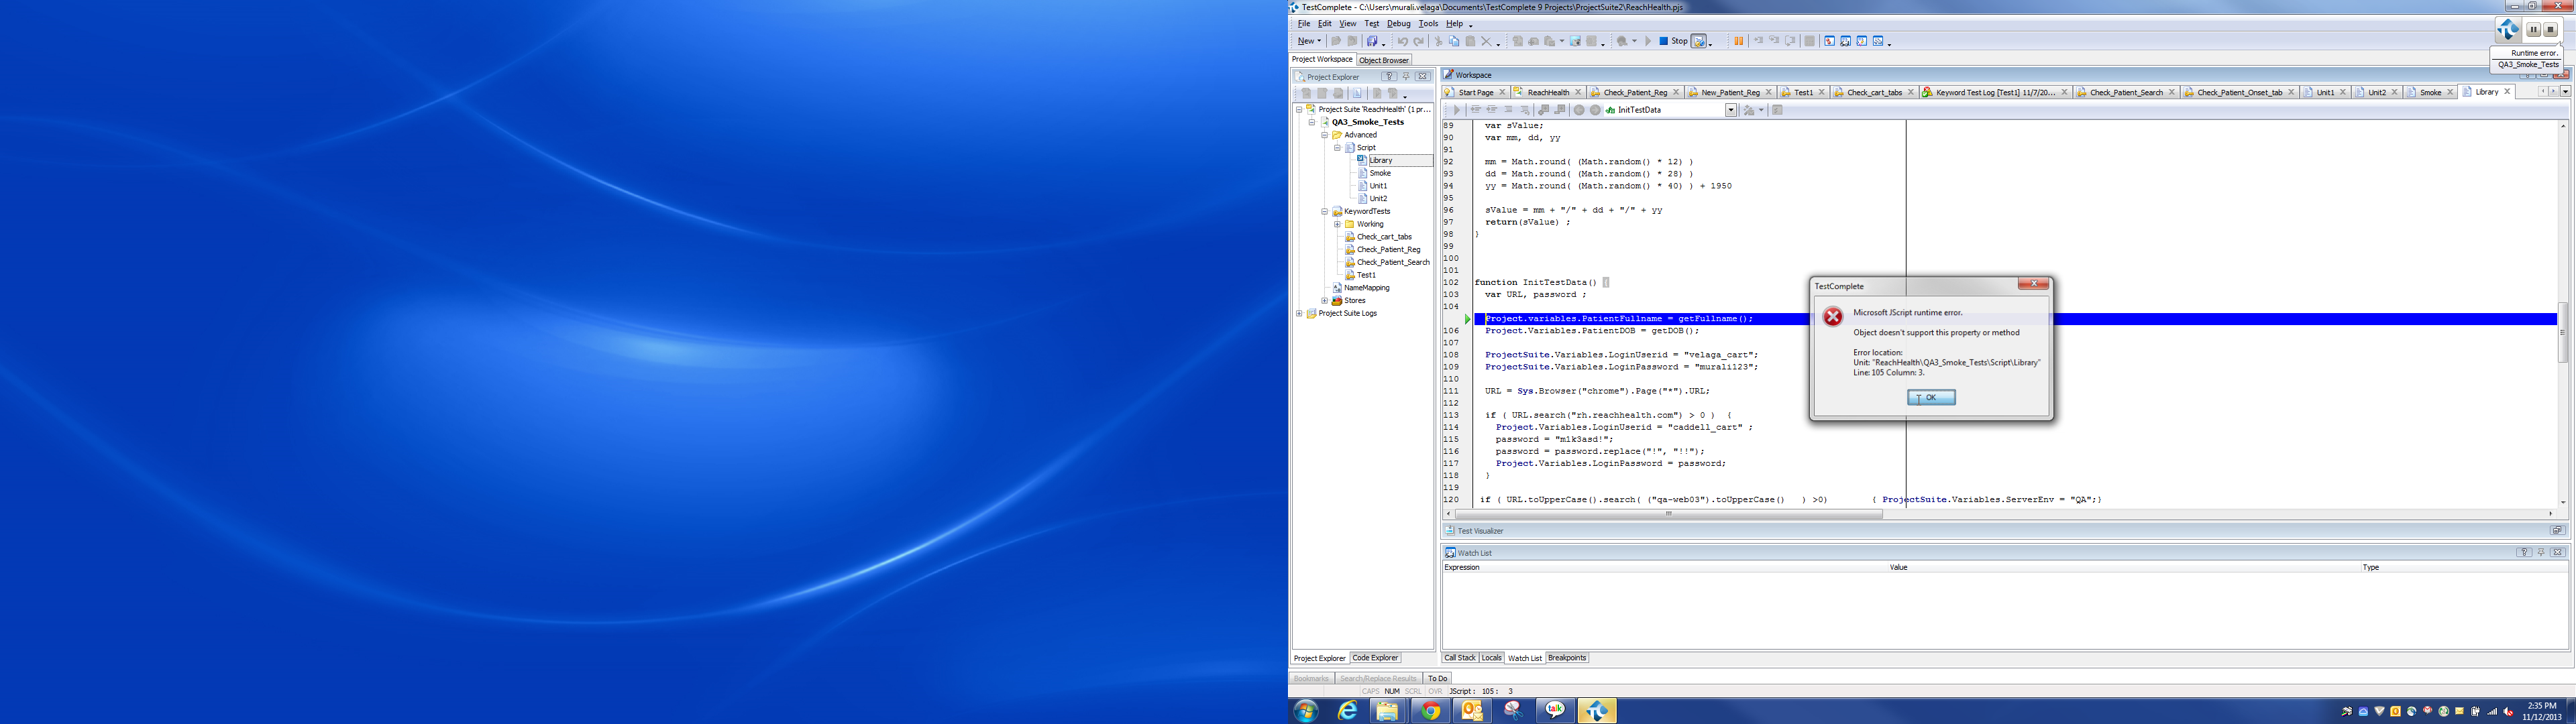 TestComplete - C:\Users\murali.velaga\Documents\TestComplete 9 Projects\ProjectSuite2\ReachHealth.pjs
File Edit View Test Debug Tools Help
New
Stop
Runtime error.
QA3_Smoke_Tests
Project Workspace Object Browser
Project Explorer
Workspace
Start Page ReachHealth Check_Patient_Reg New_Patient_Reg Test1 Check_cart_tabs Keyword Test Log [Test1] 11/7/20... Check_Patient_Search Check_Patient_Onset_tab Unit1 Unit2 Smoke Library
InitTestData
Project Suite 'ReachHealth' (1 pr...
QA3_Smoke_Tests
Advanced
Script
Library
Smoke
Unit1
Unit2
KeywordTests
Working
Check_cart_tabs
Check_Patient_Reg
Check_Patient_Search
Test1
NameMapping
Stores
Project Suite Logs
89 var sValue;
90 var mm, dd, yy
91
92 mm = Math.round( (Math.random() * 12) )
93 dd = Math.round( (Math.random() * 28) )
94 yy = Math.round( (Math.random() * 40) ) + 1950
95
96 sValue = mm + "/" + dd + "/" + yy
97 return(sValue) ;
98 }
99
100
101
102 function InitTestData() {
103 var URL, password ;
104
Project.variables.PatientFullname = getFullname();
106 Project.Variables.PatientDOB = getDOB();
107
108 ProjectSuite.Variables.LoginUserid = "velaga_cart";
109 ProjectSuite.Variables.LoginPassword = "murali123";
110
111 URL = Sys.Browser("chrome").Page("*").URL;
112
113 if ( URL.search("rh.reachhealth.com") > 0 ) {
114 Project.Variables.LoginUserid = "caddell_cart" ;
115 password = "m1k3asd!";
116 password = password.replace("!", "!!");
117 Project.Variables.LoginPassword = password;
118 }
119
120 if ( URL.toUpperCase().search( ("qa-web03").toUpperCase() ) >0) { ProjectSuite.Variables.ServerEnv = "QA";}
TestComplete
Microsoft JScript runtime error.
Object doesn't support this property or method
Error location:
Unit: "ReachHealth\QA3_Smoke_Tests\Script\Library"
Line: 105 Column: 3.
OK
Test Visualizer
Watch List
Expression Value Type
Project Explorer Code Explorer
Call Stack Locals Watch List Breakpoints
Bookmarks Search/Replace Results To Do
CAPS NUM SCRL OVR JScript : 105 : 3
talk
2:35 PM
11/12/2013